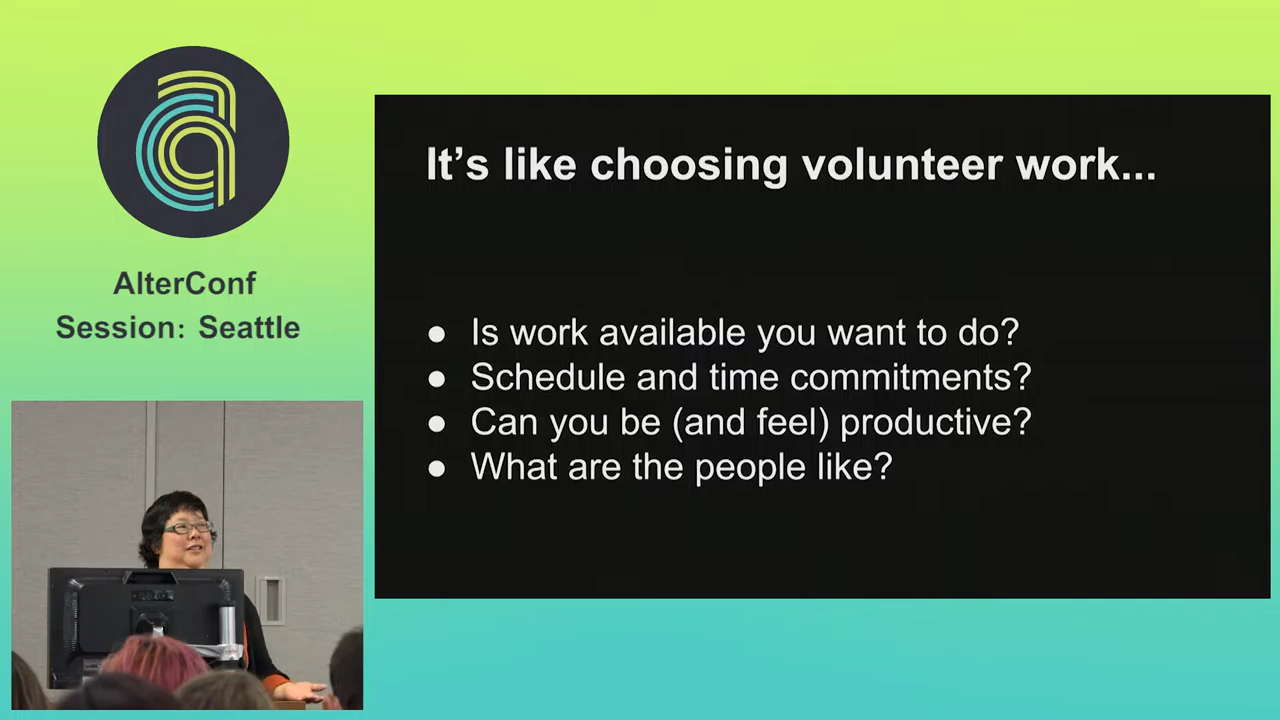 AlterConf
Session: Seattle
It's like choosing volunteer work...
● Is work available you want to do?
● Schedule and time commitments?
● Can you be (and feel) productive?
● What are the people like?